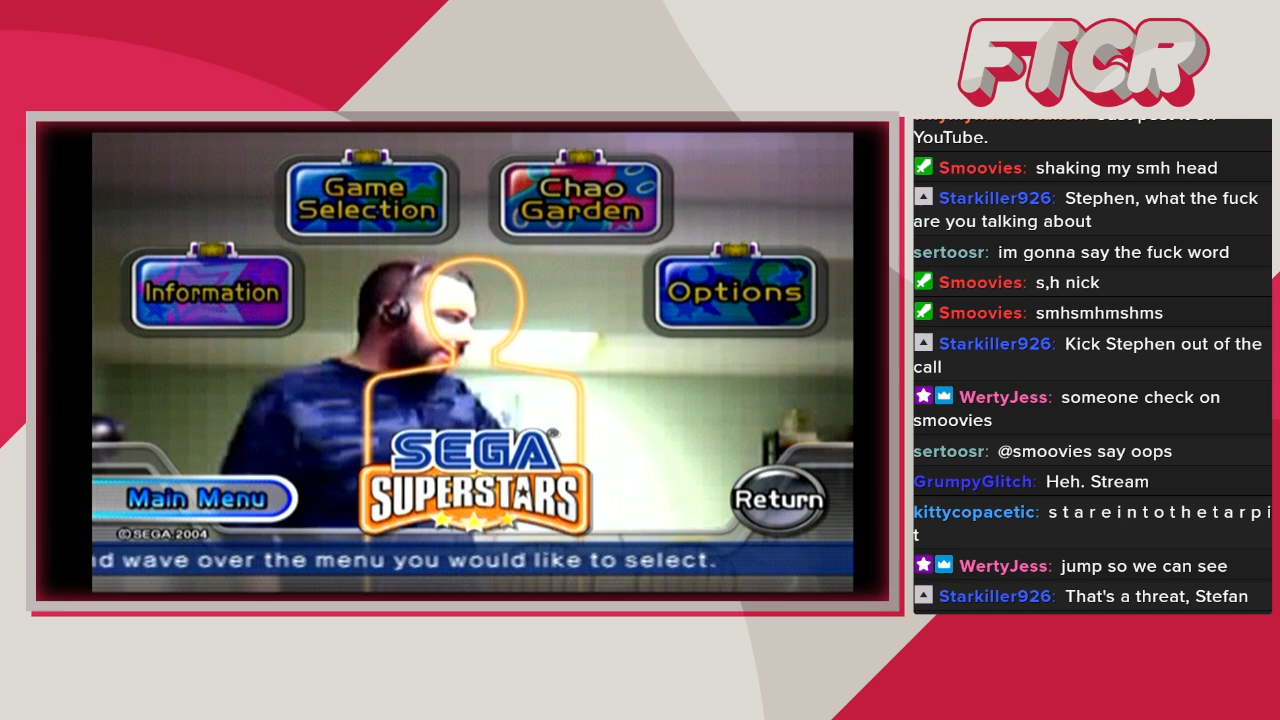 FTCR
Game
Selection
Chao
Garden
Information
Options
SEGA®
SUPERSTARS
Main Menu
Return
©SEGA 2004
nd wave over the menu you would like to select.
YouTube.
Smoovies: shaking my smh head
Starkiller926: Stephen, what the fuck
are you talking about
sertoosr: im gonna say the fuck word
Smoovies: s,h nick
Smoovies: smhsmhmshms
Starkiller926: Kick Stephen out of the
call
WertyJess: someone check on
smoovies
sertoosr: @smoovies say oops
GrumpyGlitch: Heh. Stream
kittycopacetic: s t a r e i n t o t h e t a r p i
t
WertyJess: jump so we can see
Starkiller926: That's a threat, Stefan